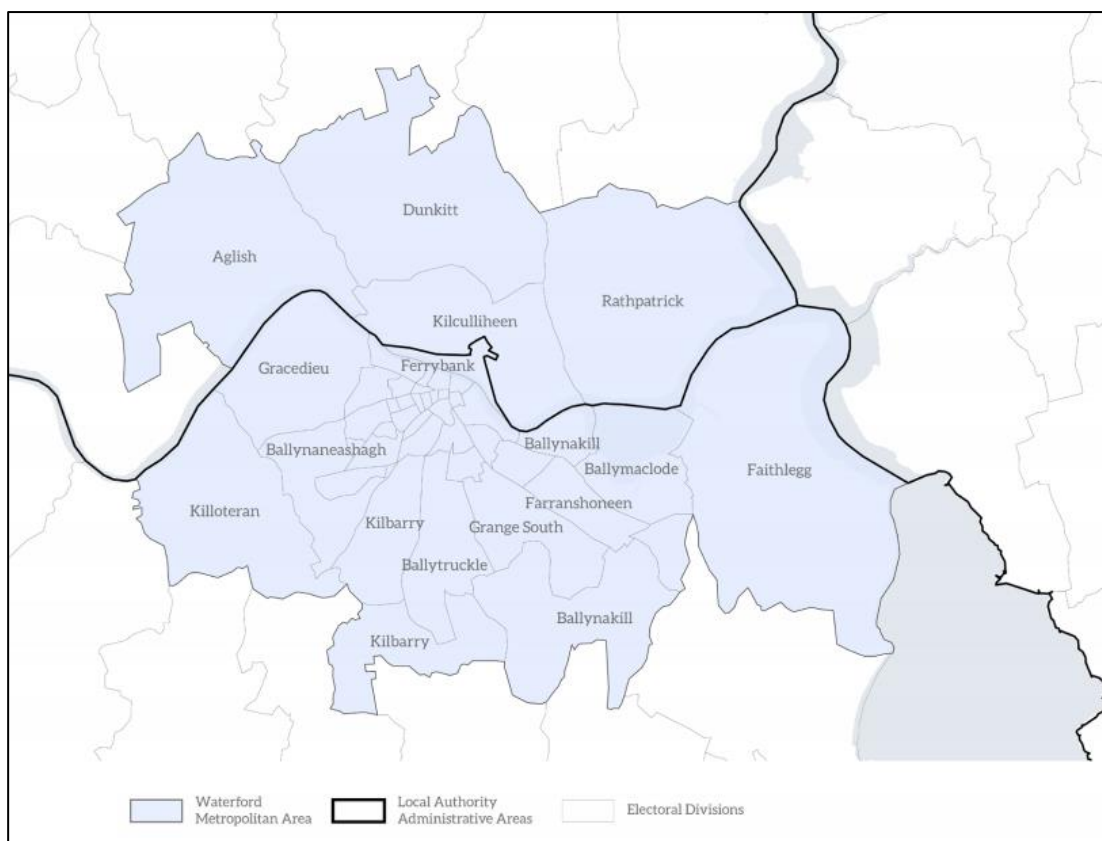 Dunkitt
Aglish
Rathpatrick
Kilculliheen
Gracedieu
Ferrybank
Ballynaneashagh
Ballynakill
Ballymaclode
Faithlegg
Killoteran
Farranshoneen
Kilbarry
Grange South
Ballytruckle
Ballynakill
Kilbarry
Waterford
Metropolitan Area
Local Authority
Administrative Areas
Electoral Divisions